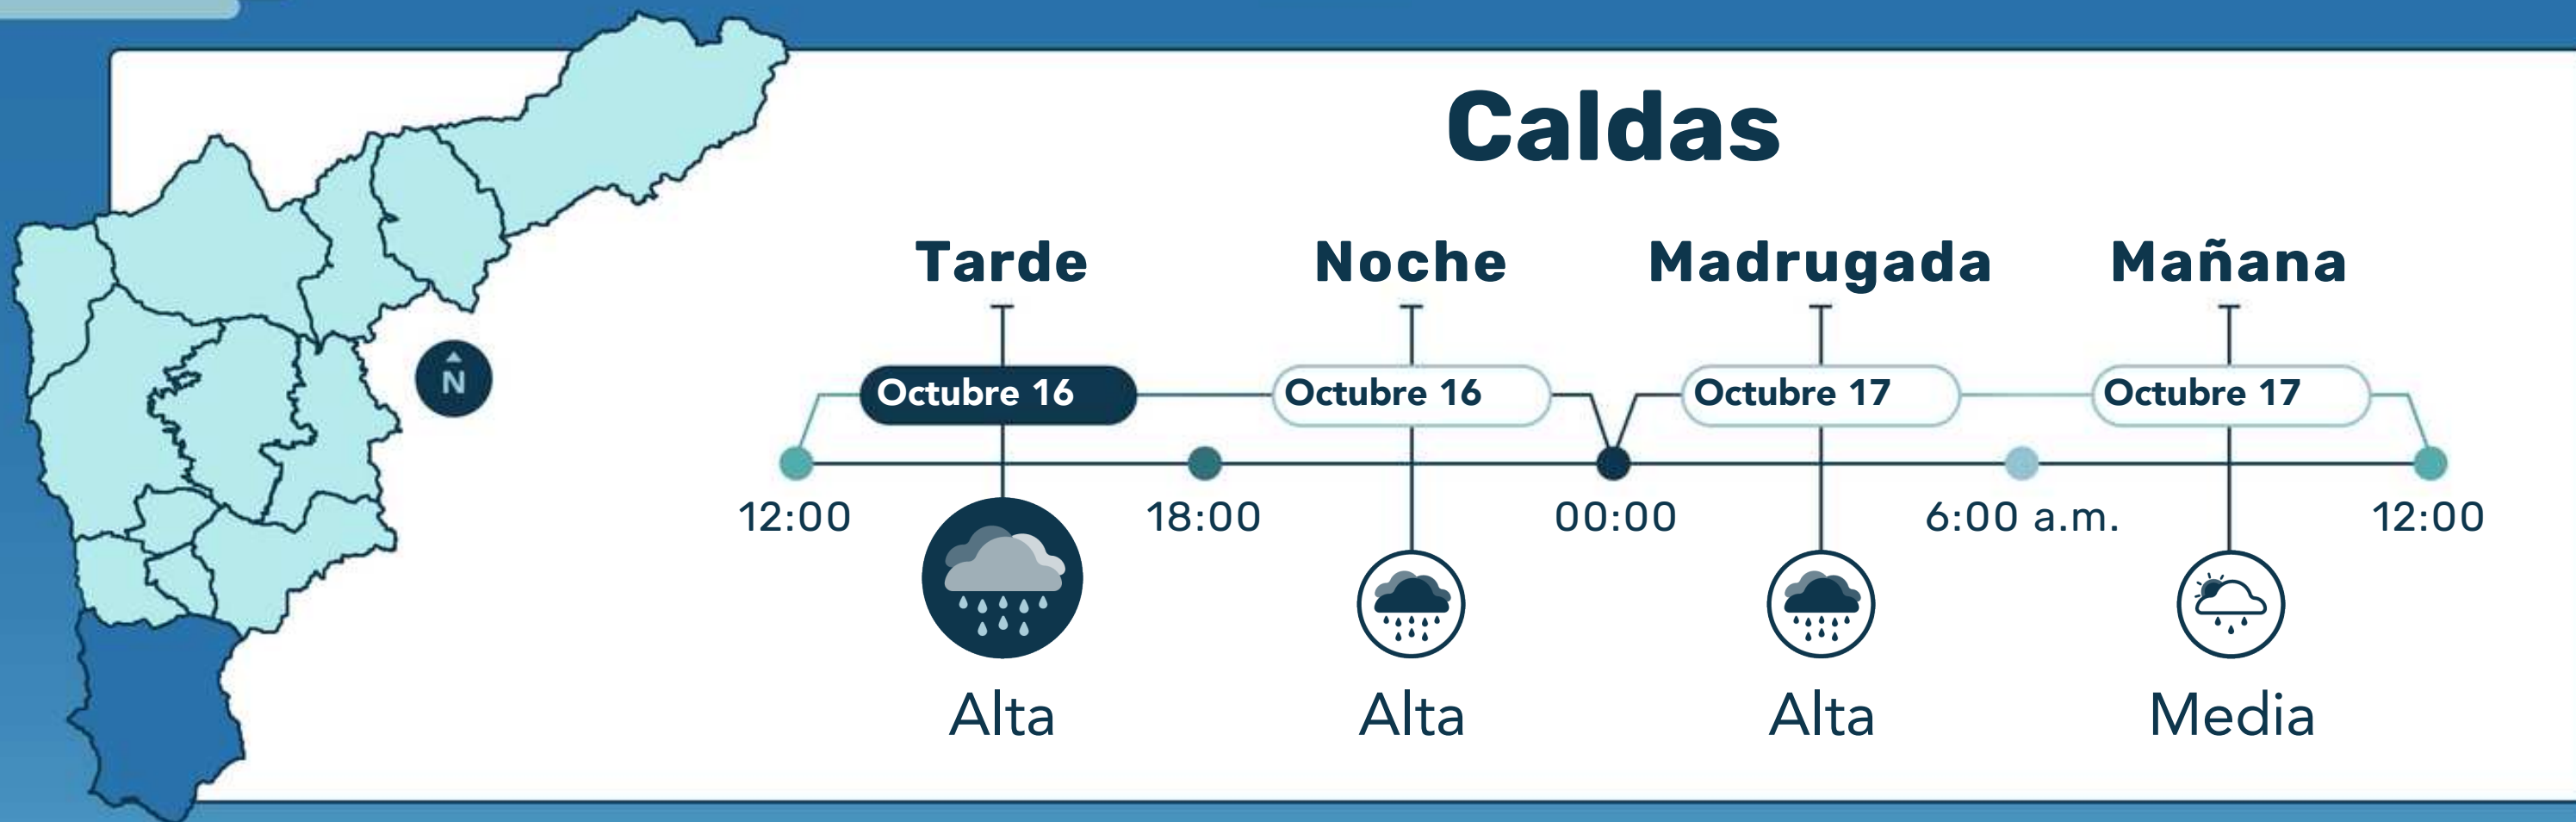 Caldas
Tarde Noche Madrugada Mañana
N
Octubre 16 Octubre 16 Octubre 17 Octubre 17
12:00 18:00 00:00 6:00 a.m. 12:00
Alta Alta Alta Media